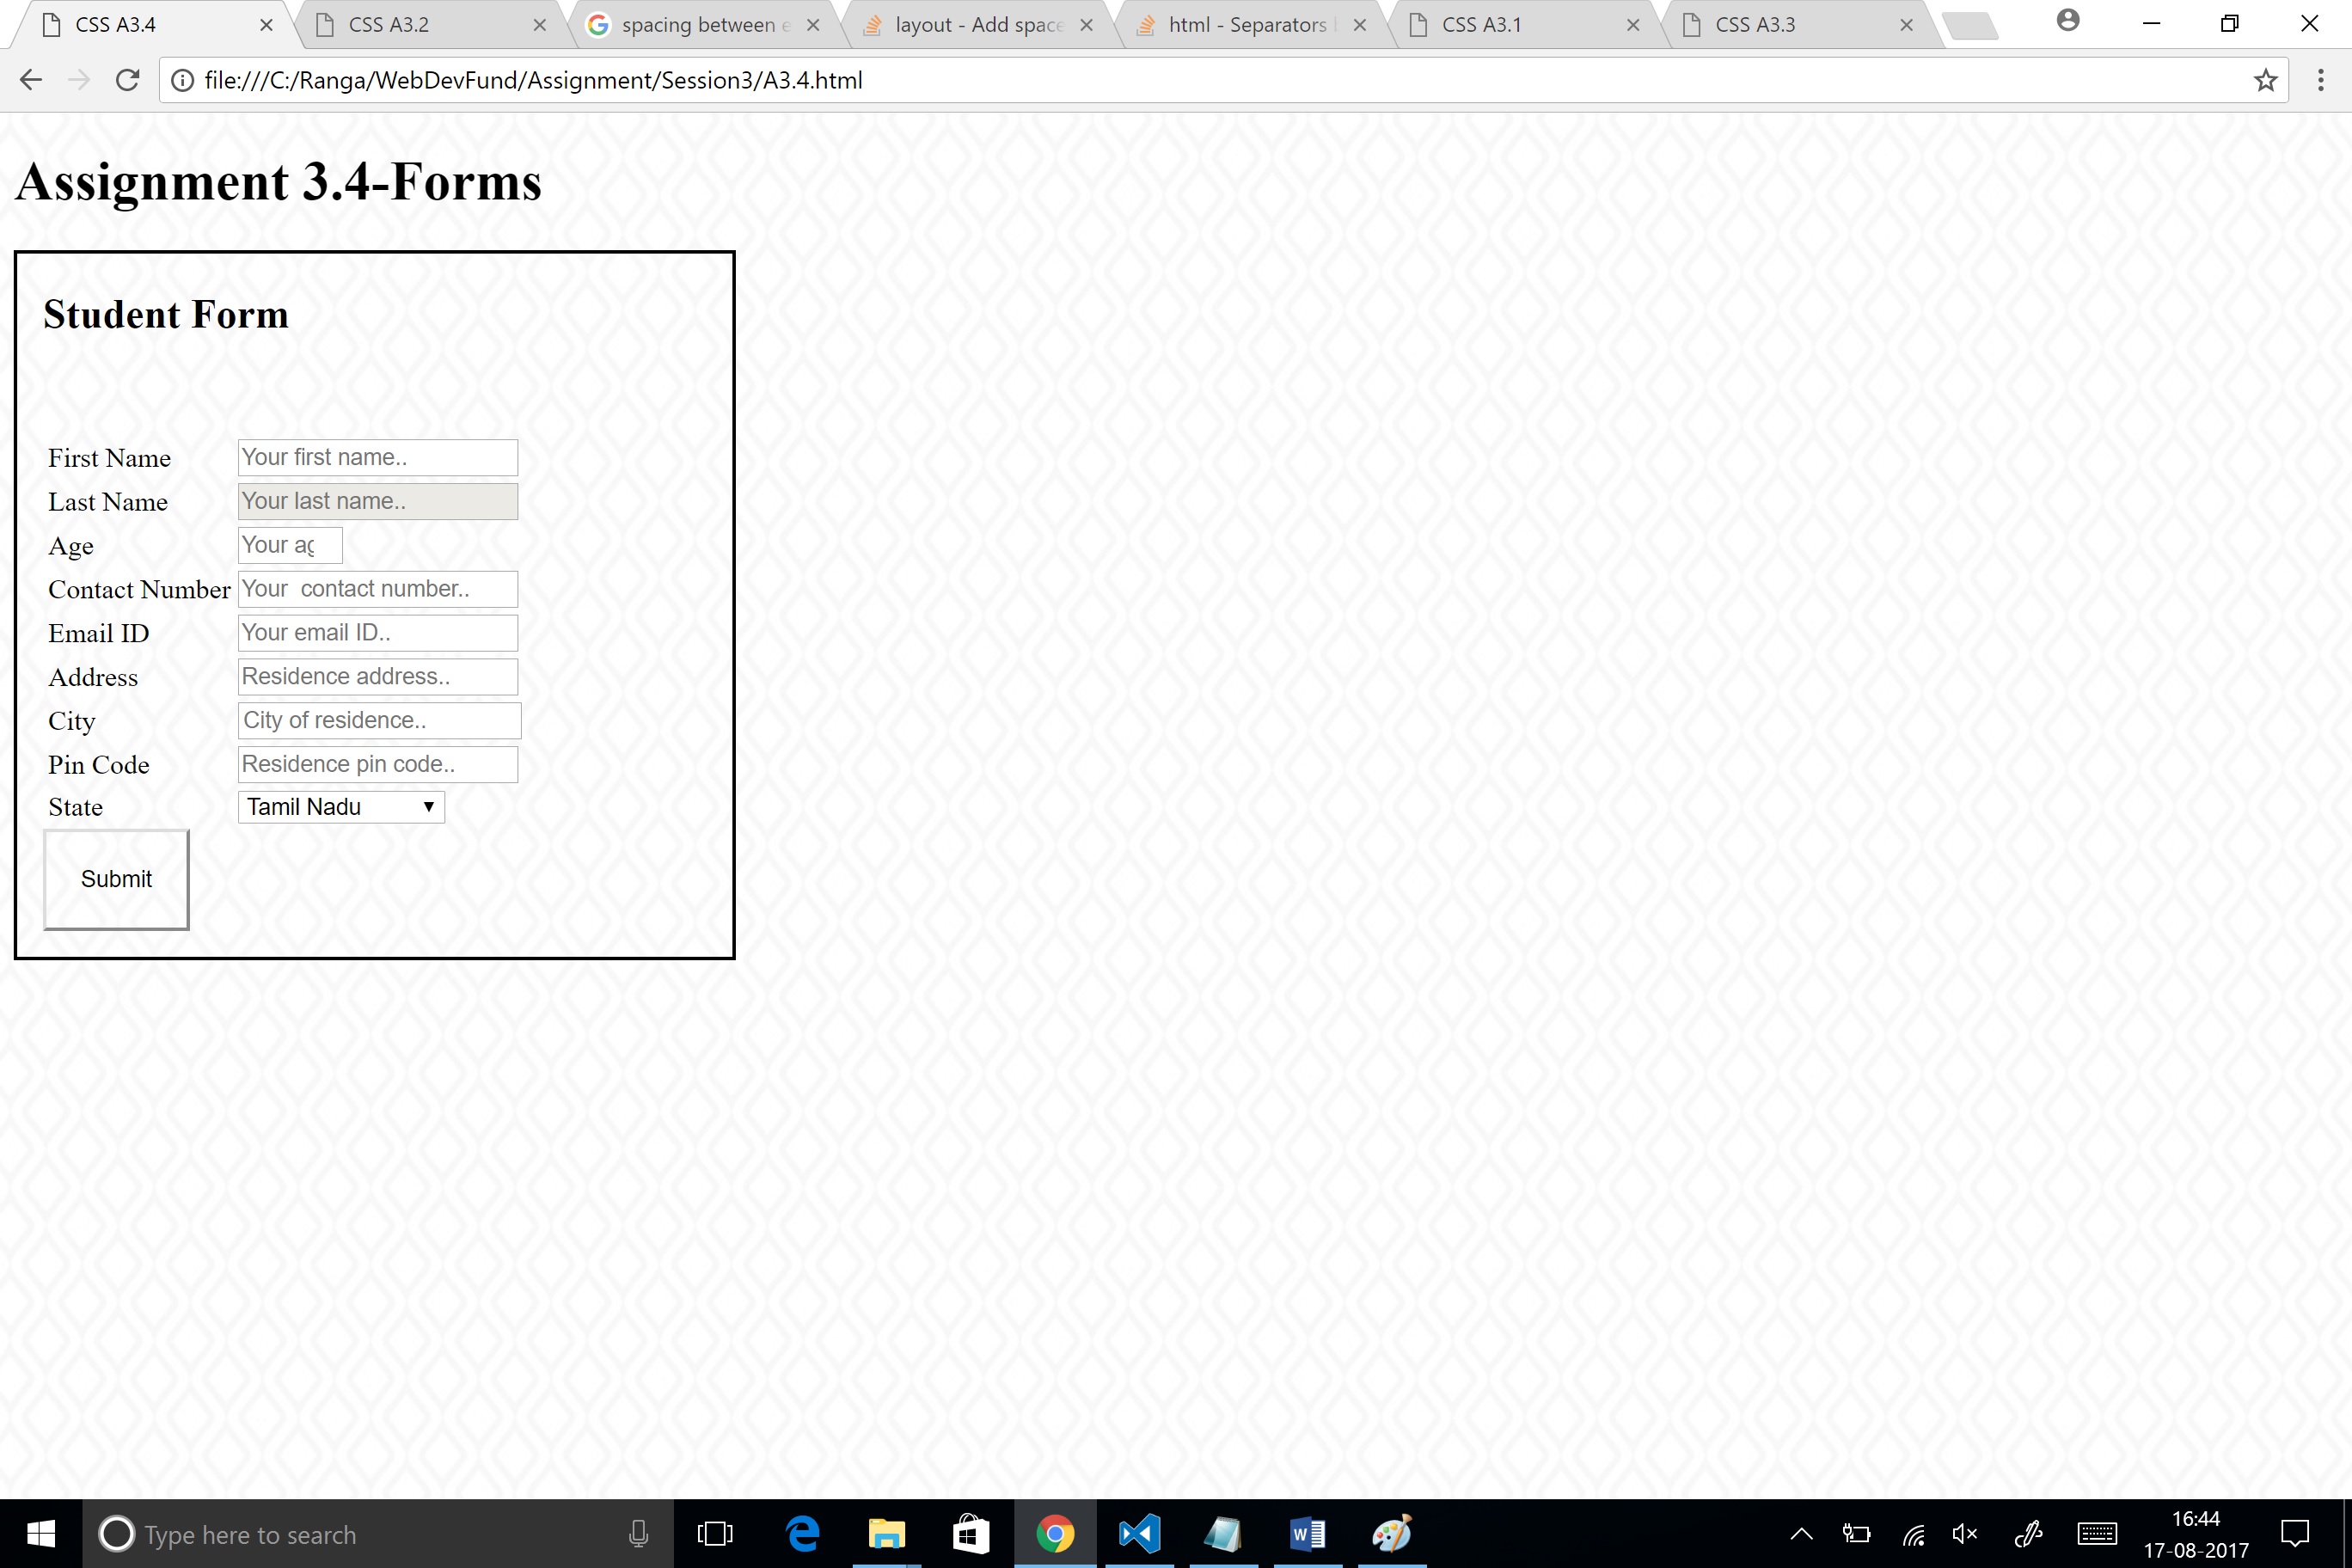 CSS A3.4
CSS A3.2
spacing between e
layout - Add space
html - Separators
CSS A3.1
CSS A3.3
file:///C:/Ranga/WebDevFund/Assignment/Session3/A3.4.html
Assignment 3.4-Forms
Student Form
First Name Your first name..
Last Name Your last name..
Age Your ag
Contact Number Your  contact number..
Email ID Your email ID..
Address Residence address..
City City of residence..
Pin Code Residence pin code..
State Tamil Nadu
Submit
Type here to search
16:44
17-08-2017